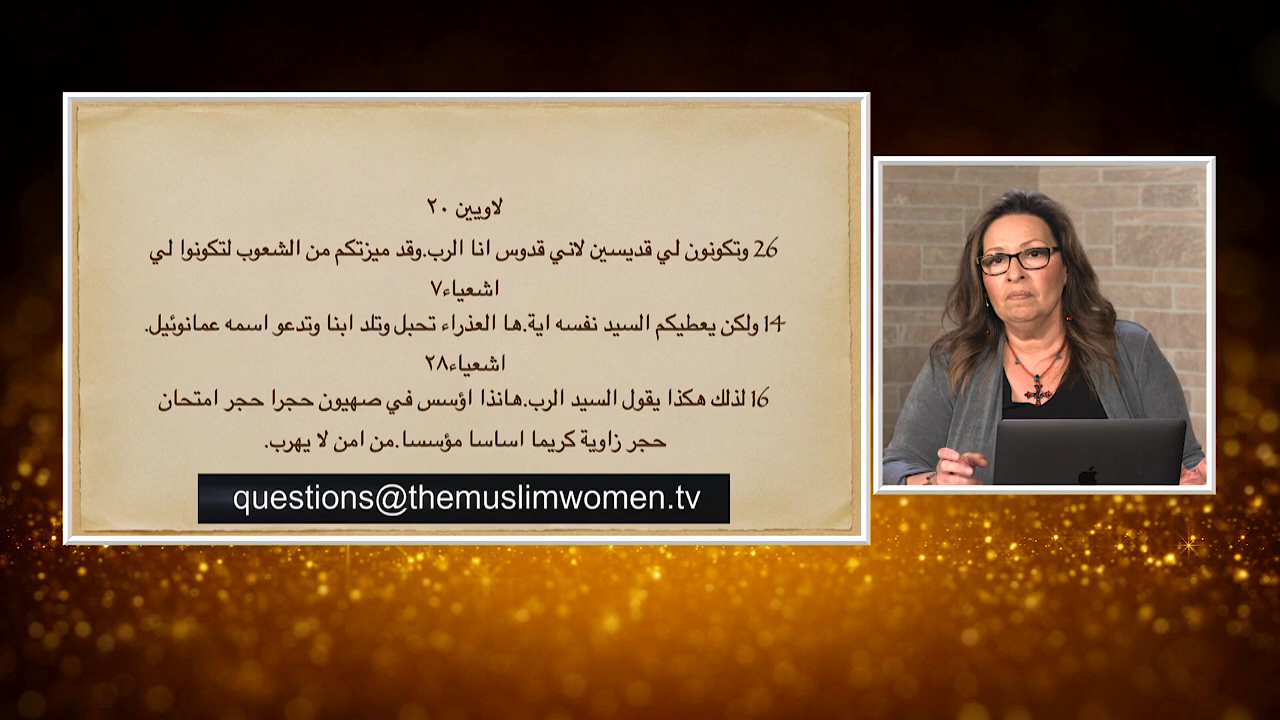 لاويين ٢٠
26 وتكونون لي قديسين لاني قدوس انا الرب.وقد ميزتكم من الشعوب لتكونوا لي
اشعياء٧
14 ولكن يعطيكم السيد نفسه اية.ها العذراء تحبل وتلد ابنا وتدعو اسمه عمانوئيل.
اشعياء٢٨
16 لذلك هكذا يقول السيد الرب.هانذا اؤسس في صهيون حجرا حجر امتحان
حجر زاوية كريما اساسا مؤسسا.من امن لا يهرب.
questions@themuslimwomen.tv